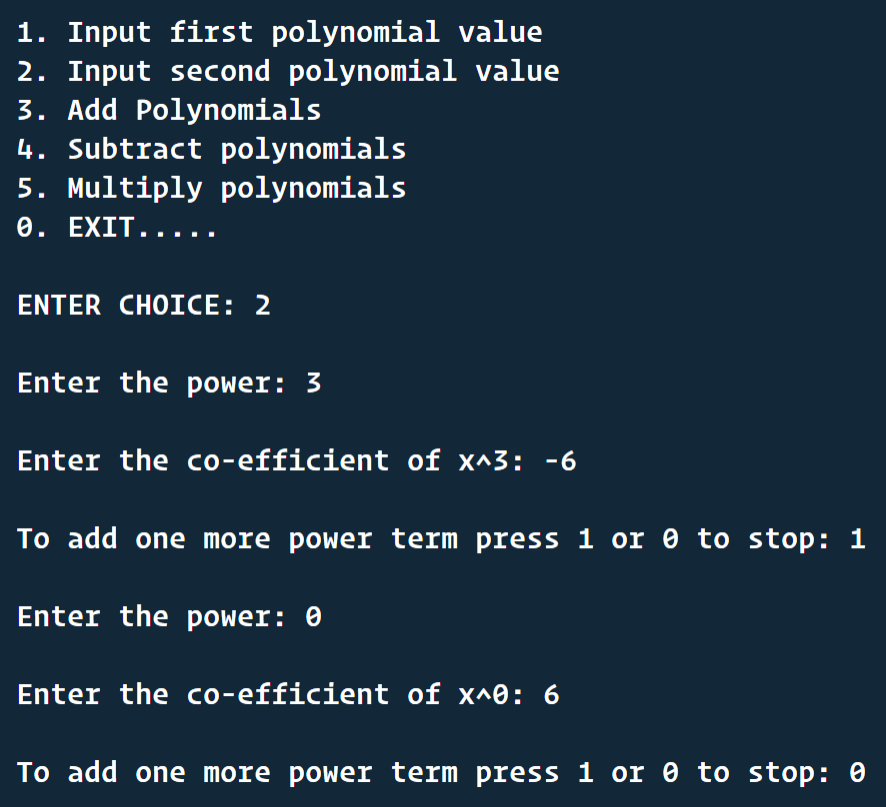 1. Input first polynomial value
2. Input second polynomial value
3. Add Polynomials
4. Subtract polynomials
5. Multiply polynomials
0. EXIT.....
ENTER CHOICE: 2
Enter the power: 3
Enter the co-efficient of x^3: -6
To add one more power term press 1 or 0 to stop: 1
Enter the power: 0
Enter the co-efficient of x^0: 6
To add one more power term press 1 or 0 to stop: 0